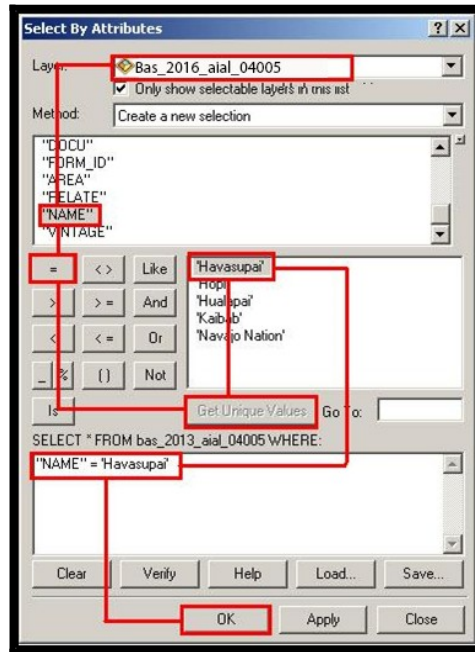 Select By Attributes
? X
Layer: Bas_2016_aial_04005
Only show selectable layers in this list
Method: Create a new selection
"DOCU"
"FORM_ID"
"AREA"
"RELATE"
"NAME"
"VINTAGE"
= < > Like
> > = And
< < = Or
_ % ( ) Not
Is
'Havasupai'
'Hopi'
'Hualapai'
'Kaibab'
'Navajo Nation'
Get Unique Values Go To:
SELECT * FROM bas_2013_aial_04005 WHERE:
"NAME" = 'Havasupai'
Clear Verify Help Load... Save...
OK Apply Close